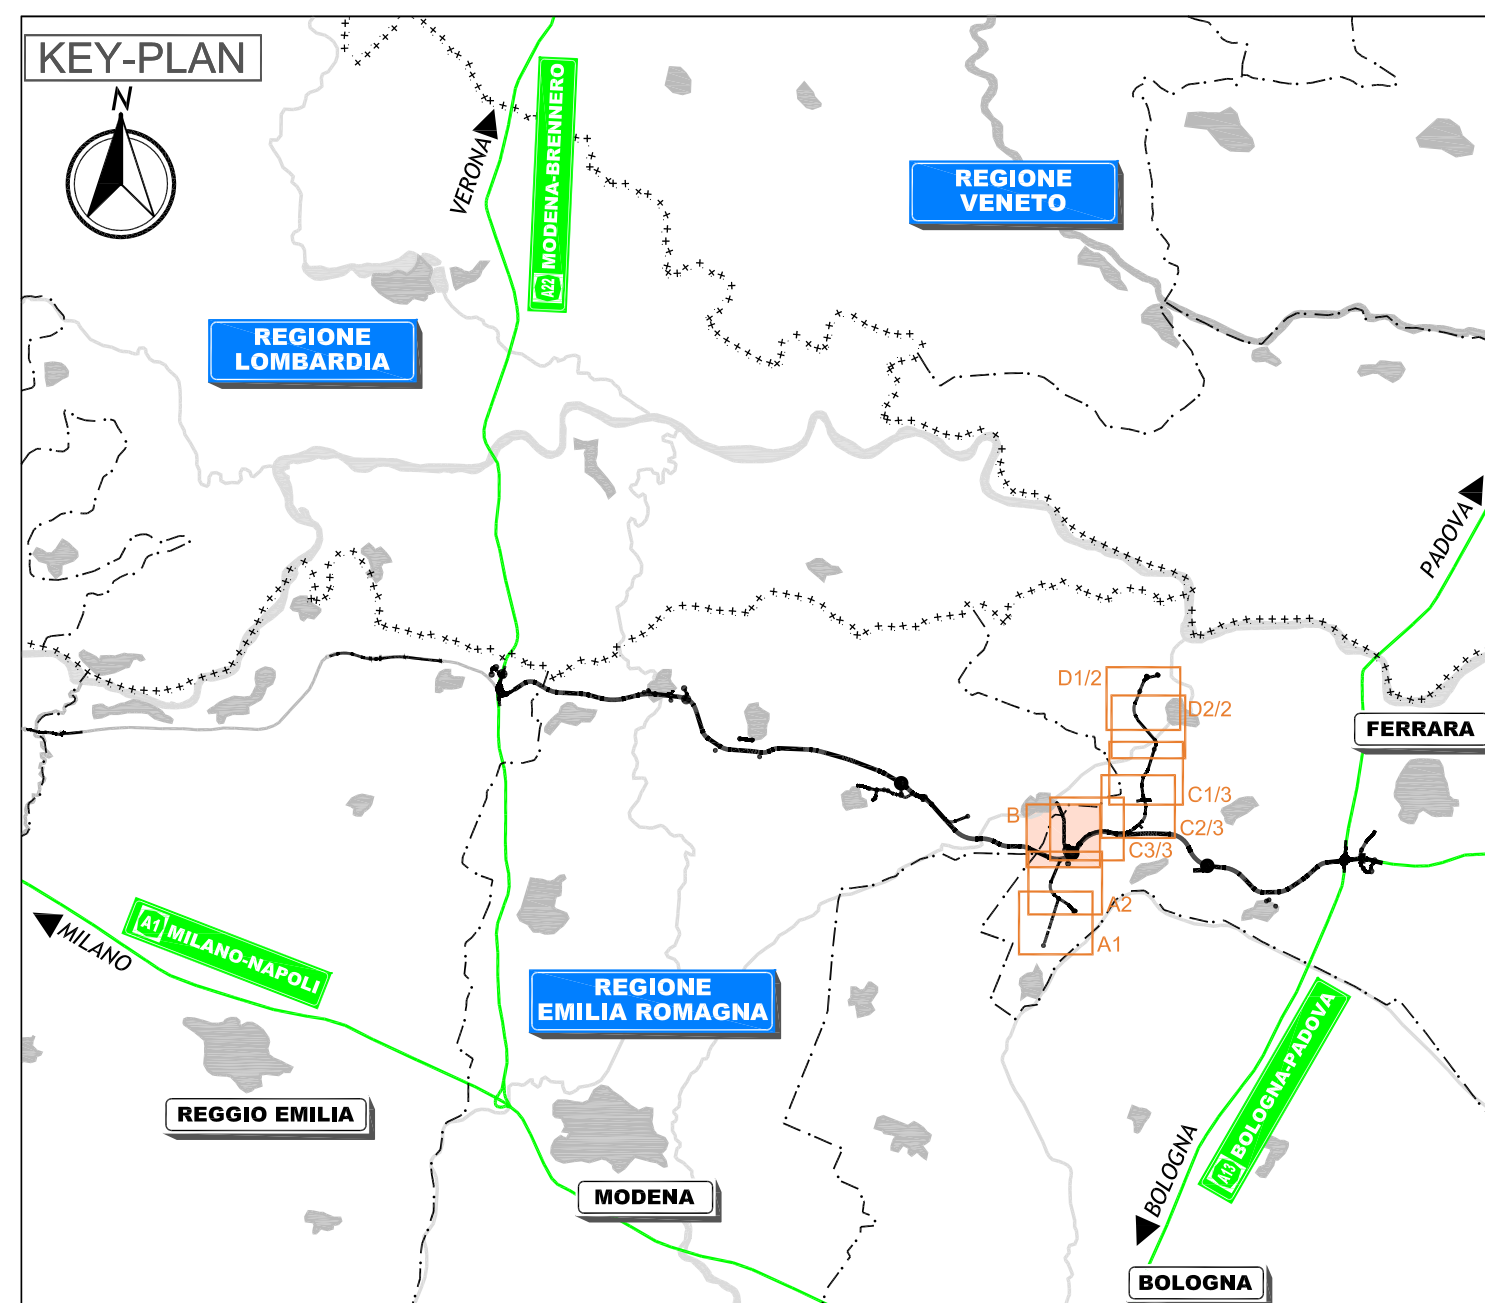 KEY-PLAN
N
VERONA
A22 MODENA-BRENNERO
REGIONE
VENETO
REGIONE
LOMBARDIA
PADOVA
D1/2
D2/2
FERRARA
C1/3
B
C2/3
C3/3
A2
A1
MILANO
A1 MILANO-NAPOLI
REGIONE
EMILIA ROMAGNA
REGGIO EMILIA
MODENA
A13 BOLOGNA-PADOVA
BOLOGNA
BOLOGNA